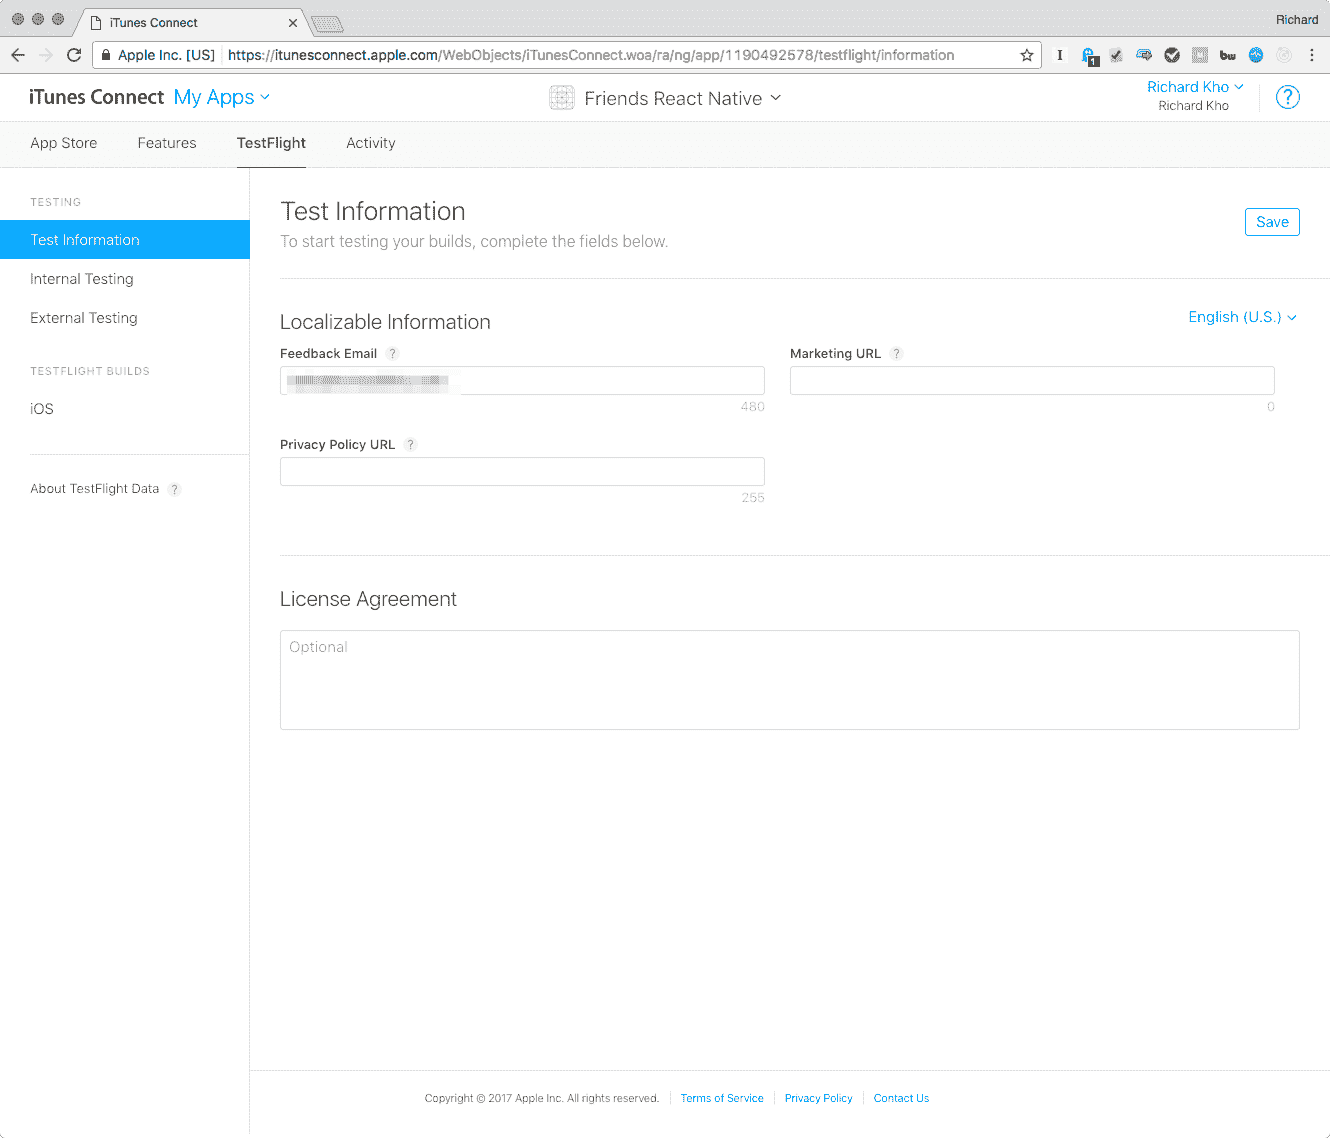 iTunes Connect
Richard
Apple Inc. [US] https://itunesconnect.apple.com/WebObjects/iTunesConnect.woa/ra/ng/app/1190492578/testflight/information
I
1
bw
iTunes Connect My Apps
Friends React Native
Richard Kho
Richard Kho
?
App Store Features TestFlight Activity
TESTING
Test Information
Internal Testing
External Testing
TESTFLIGHT BUILDS
iOS
About TestFlight Data ?
Test Information
To start testing your builds, complete the fields below.
Save
Localizable Information
English (U.S.)
Feedback Email ?
480
Marketing URL ?
0
Privacy Policy URL ?
255
License Agreement
Optional
Copyright © 2017 Apple Inc. All rights reserved. Terms of Service Privacy Policy Contact Us